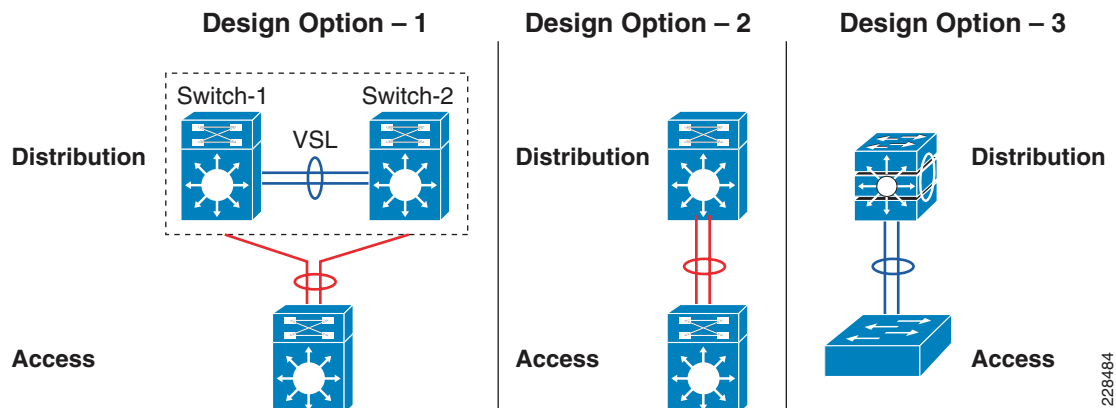 Design Option – 1
Design Option – 2
Design Option – 3
Switch-1
Switch-2
VSL
Distribution
Distribution
Distribution
Access
Access
Access
228484